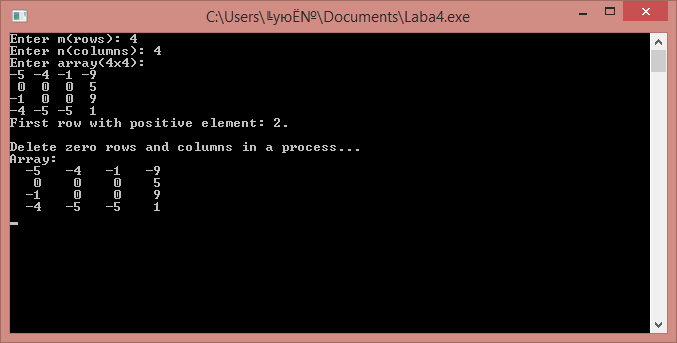 C:\Users\╚уюЁNº\Documents\Laba4.exe
Enter m(rows): 4
Enter n(columns): 4
Enter array(4x4):
-5 -4 -1 -9
0 0 0 5
-1 0 0 9
-4 -5 -5 1
First row with positive element: 2.
Delete zero rows and columns in a process...
Array:
-5 -4 -1 -9
0 0 0 5
-1 0 0 9
-4 -5 -5 1